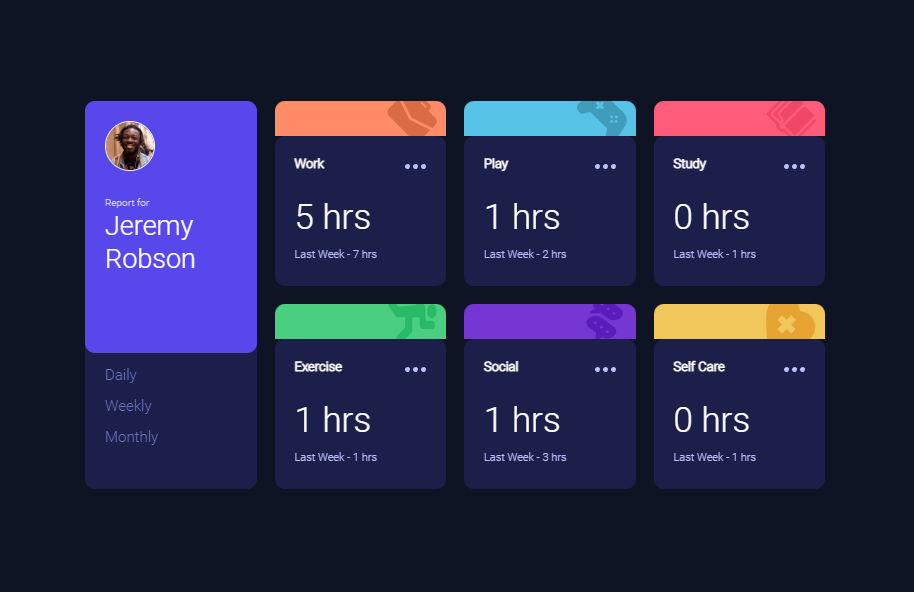 Report for
Jeremy
Robson
Daily
Weekly
Monthly
Work
5 hrs
Last Week - 7 hrs
Play
1 hrs
Last Week - 2 hrs
Study
0 hrs
Last Week - 1 hrs
Exercise
1 hrs
Last Week - 1 hrs
Social
1 hrs
Last Week - 3 hrs
Self Care
0 hrs
Last Week - 1 hrs